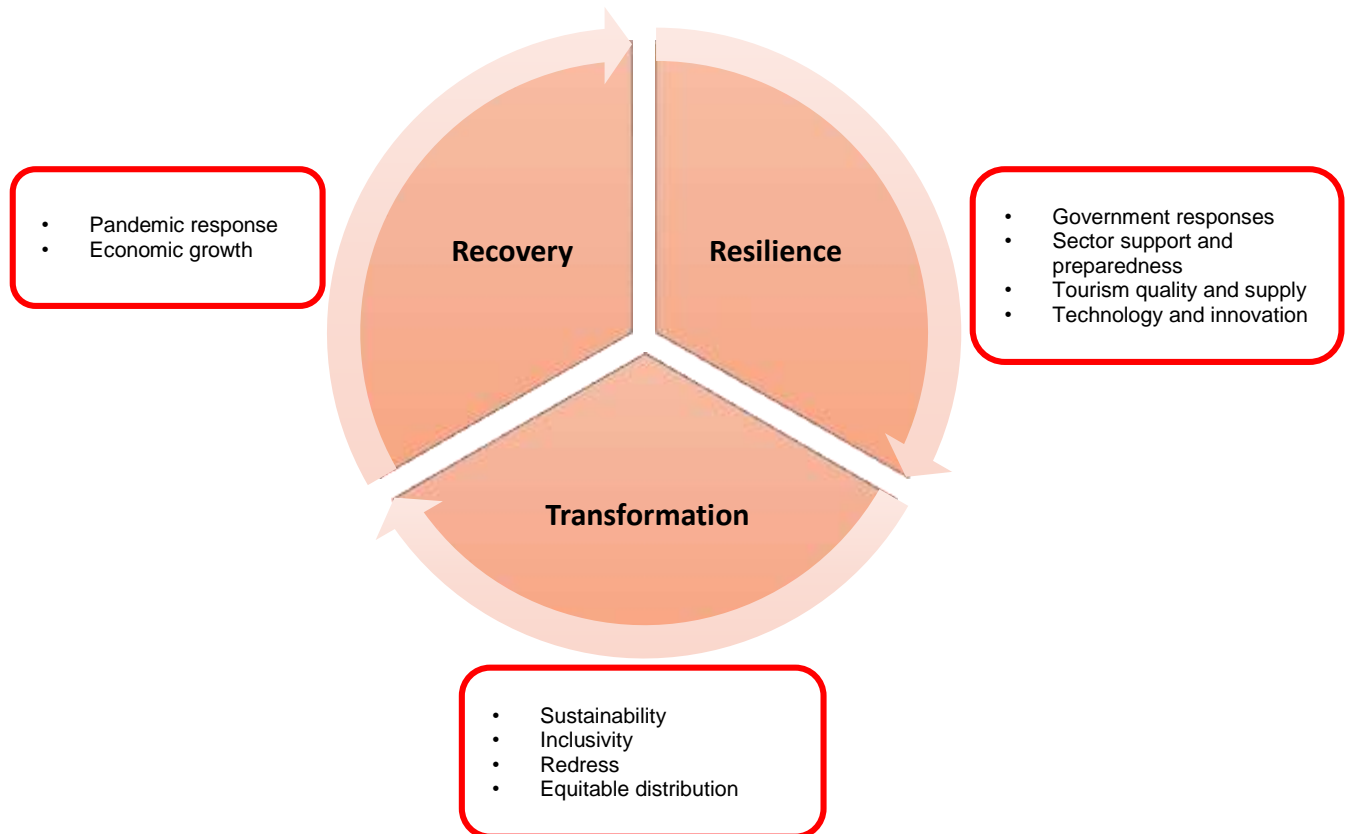 • Pandemic response
• Economic growth
Recovery
Resilience
• Government responses
• Sector support and
preparedness
• Tourism quality and supply
• Technology and innovation
Transformation
• Sustainability
• Inclusivity
• Redress
• Equitable distribution